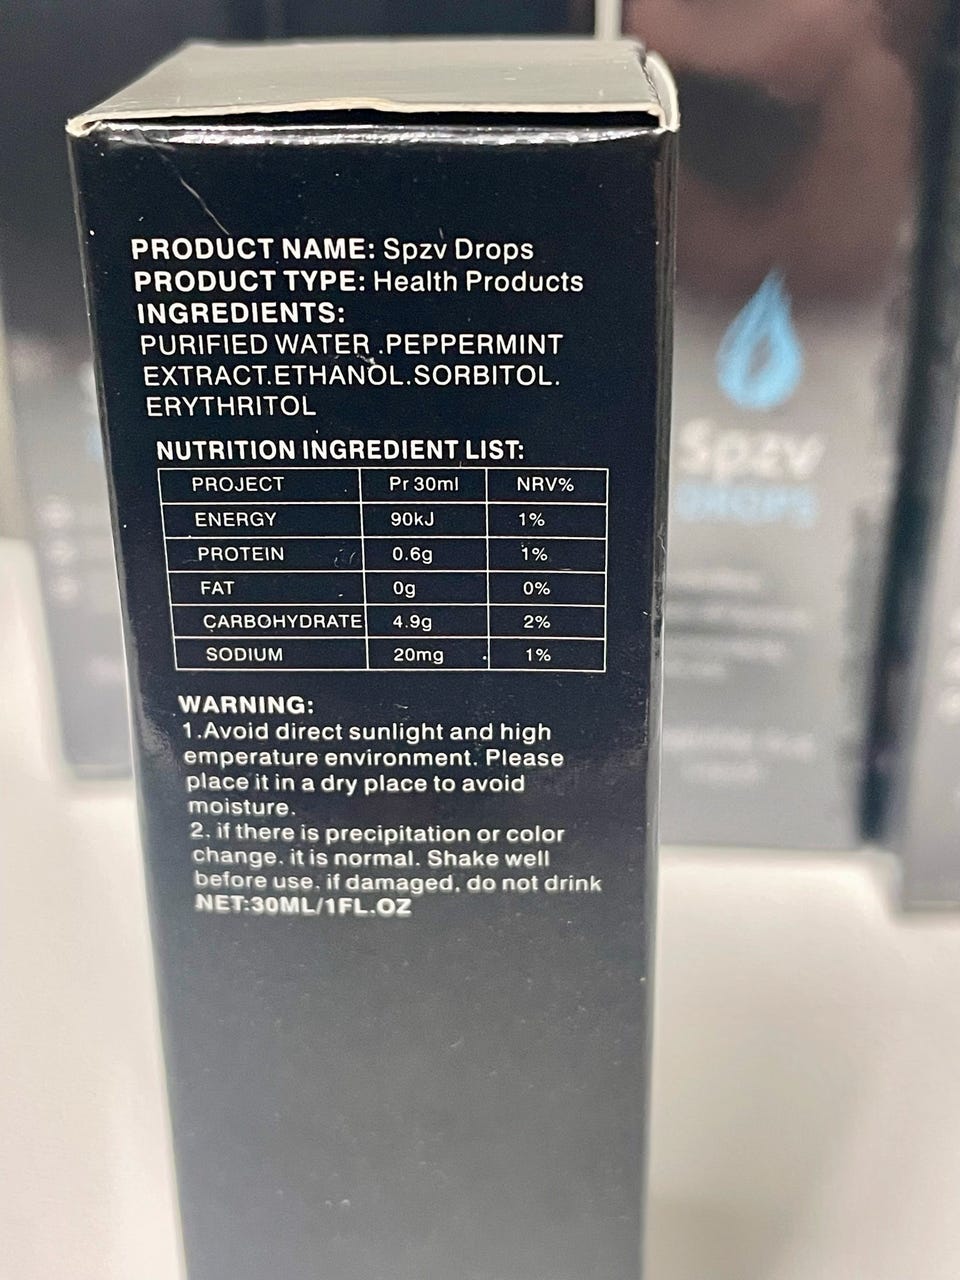 PRODUCT NAME: Spzv Drops
PRODUCT TYPE: Health Products
INGREDIENTS:
PURIFIED WATER .PEPPERMINT
EXTRACT.ETHANOL.SORBITOL.
ERYTHRITOL
NUTRITION INGREDIENT LIST:
PROJECT Pr 30ml NRV%
ENERGY 90kJ 1%
PROTEIN 0.6g 1%
FAT 0g 0%
CARBOHYDRATE 4.9g 2%
SODIUM 20mg 1%
WARNING:
1.Avoid direct sunlight and high
emperature environment. Please
place it in a dry place to avoid
moisture.
2. if there is precipitation or color
change. it is normal. Shake well
before use. if damaged, do not drink
NET:30ML/1FL.OZ
Spzv
DROPS